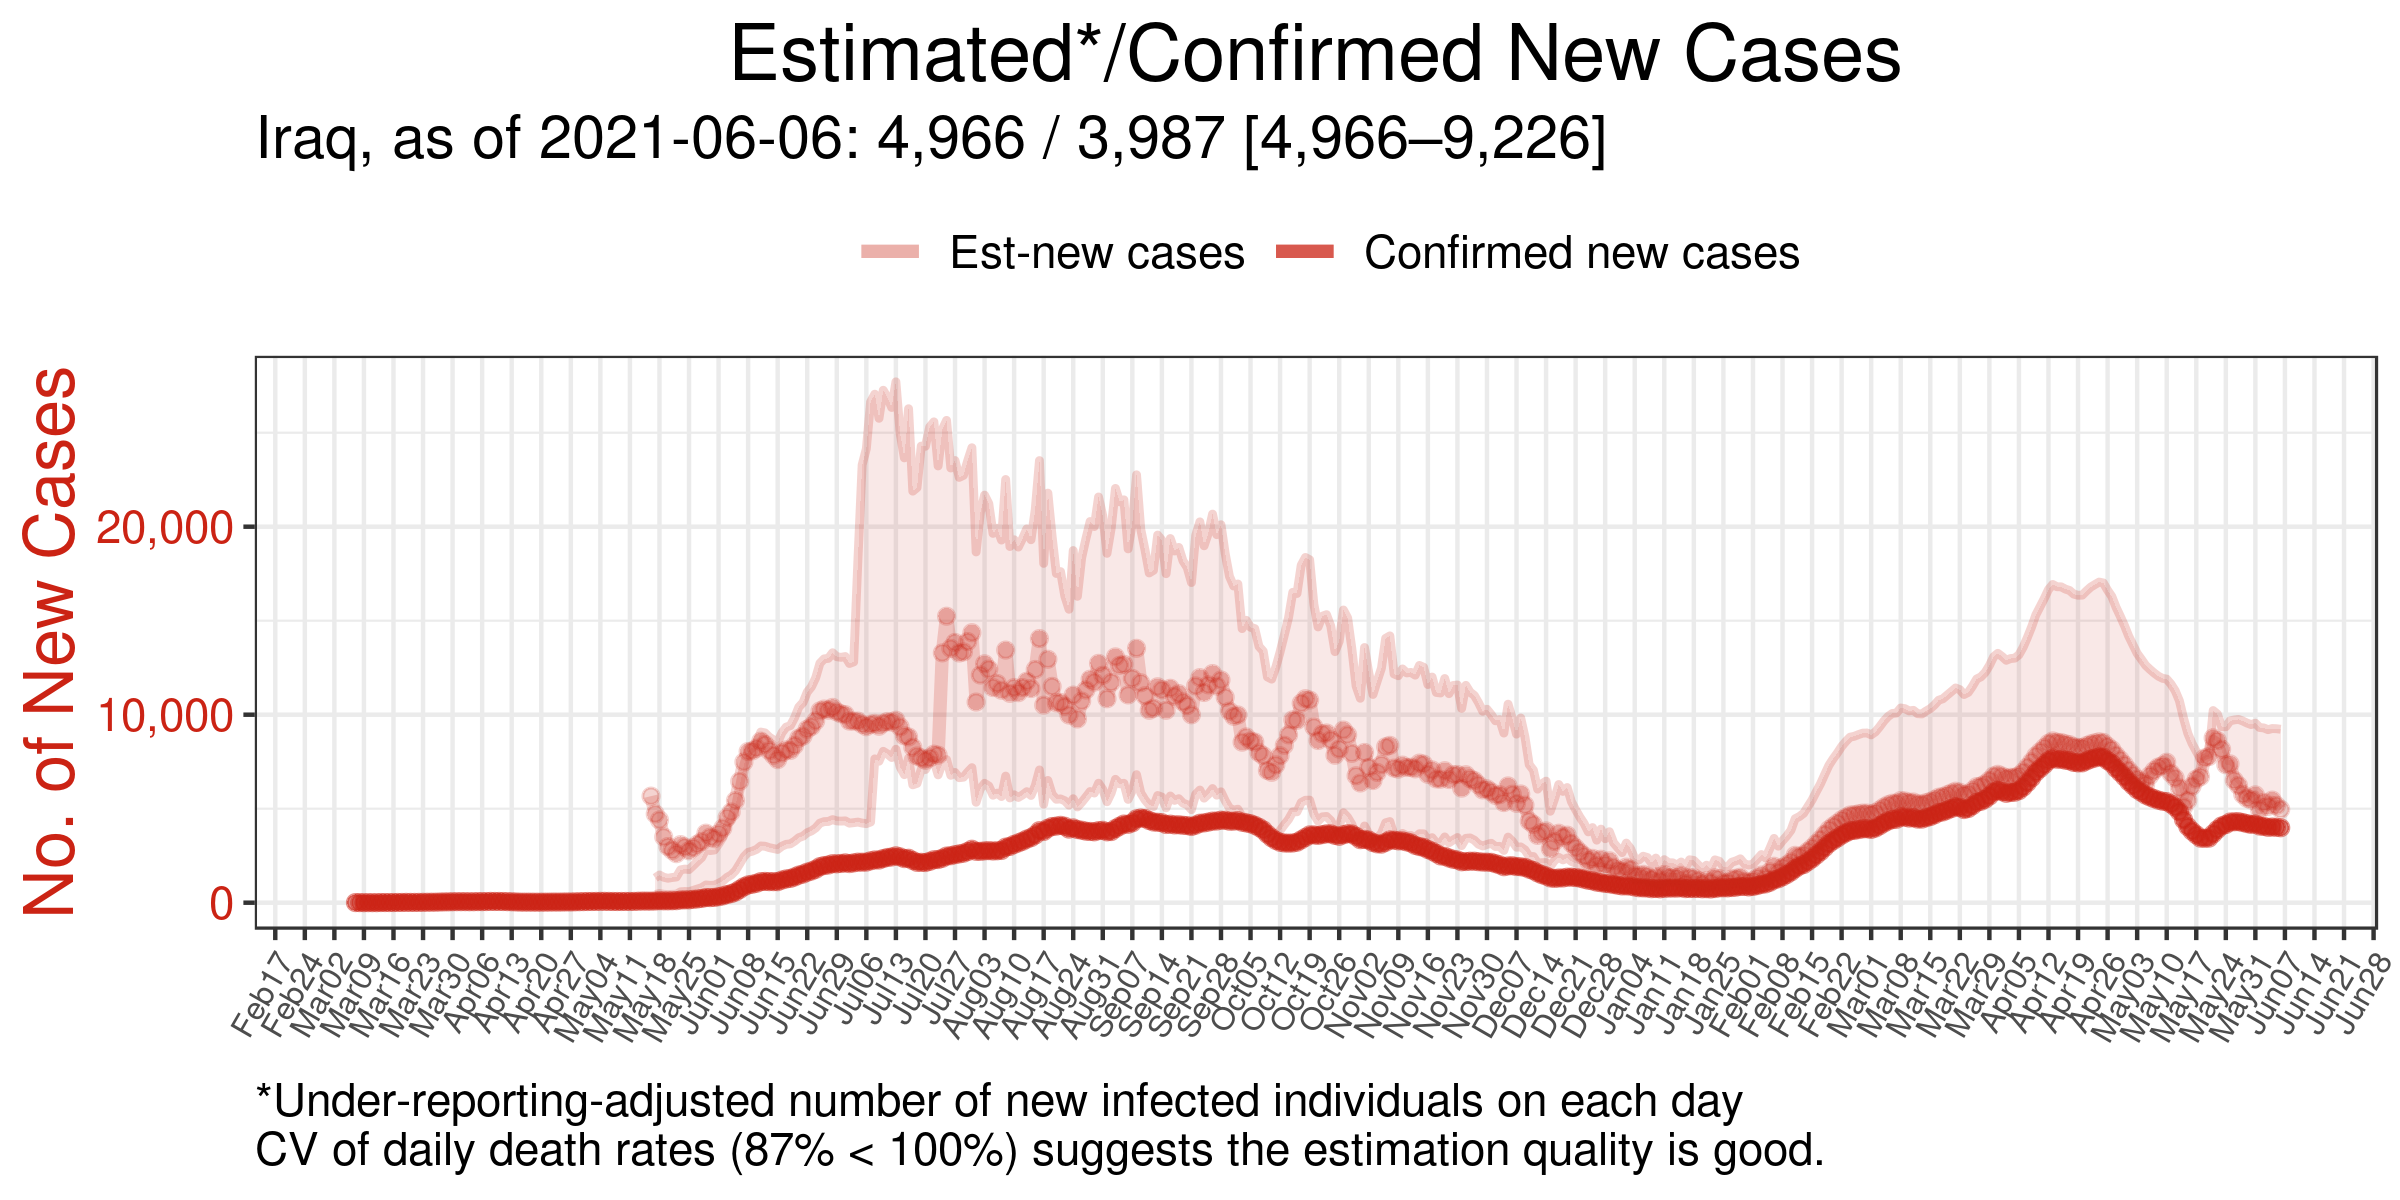 Estimated*/Confirmed New Cases
Iraq, as of 2021-06-06: 4,966 / 3,987 [4,966–9,226]
Est-new cases Confirmed new cases
No. of New Cases
20,000
10,000
0
Feb17 Feb24 Mar02 Mar09 Mar16 Mar23 Mar30 Apr06 Apr13 Apr20 Apr27 May04 May11 May18 May25 Jun01 Jun08 Jun15 Jun22 Jun29 Jul06 Jul13 Jul20 Jul27 Aug03 Aug10 Aug17 Aug24 Aug31 Sep07 Sep14 Sep21 Sep28 Oct05 Oct12 Oct19 Oct26 Nov02 Nov09 Nov16 Nov23 Nov30 Dec07 Dec14 Dec21 Dec28 Jan04 Jan11 Jan18 Jan25 Feb01 Feb08 Feb15 Feb22 Mar01 Mar08 Mar15 Mar22 Mar29 Apr05 Apr12 Apr19 Apr26 May03 May10 May17 May24 May31 Jun07 Jun14 Jun21 Jun28
*Under-reporting-adjusted number of new infected individuals on each day
CV of daily death rates (87% < 100%) suggests the estimation quality is good.